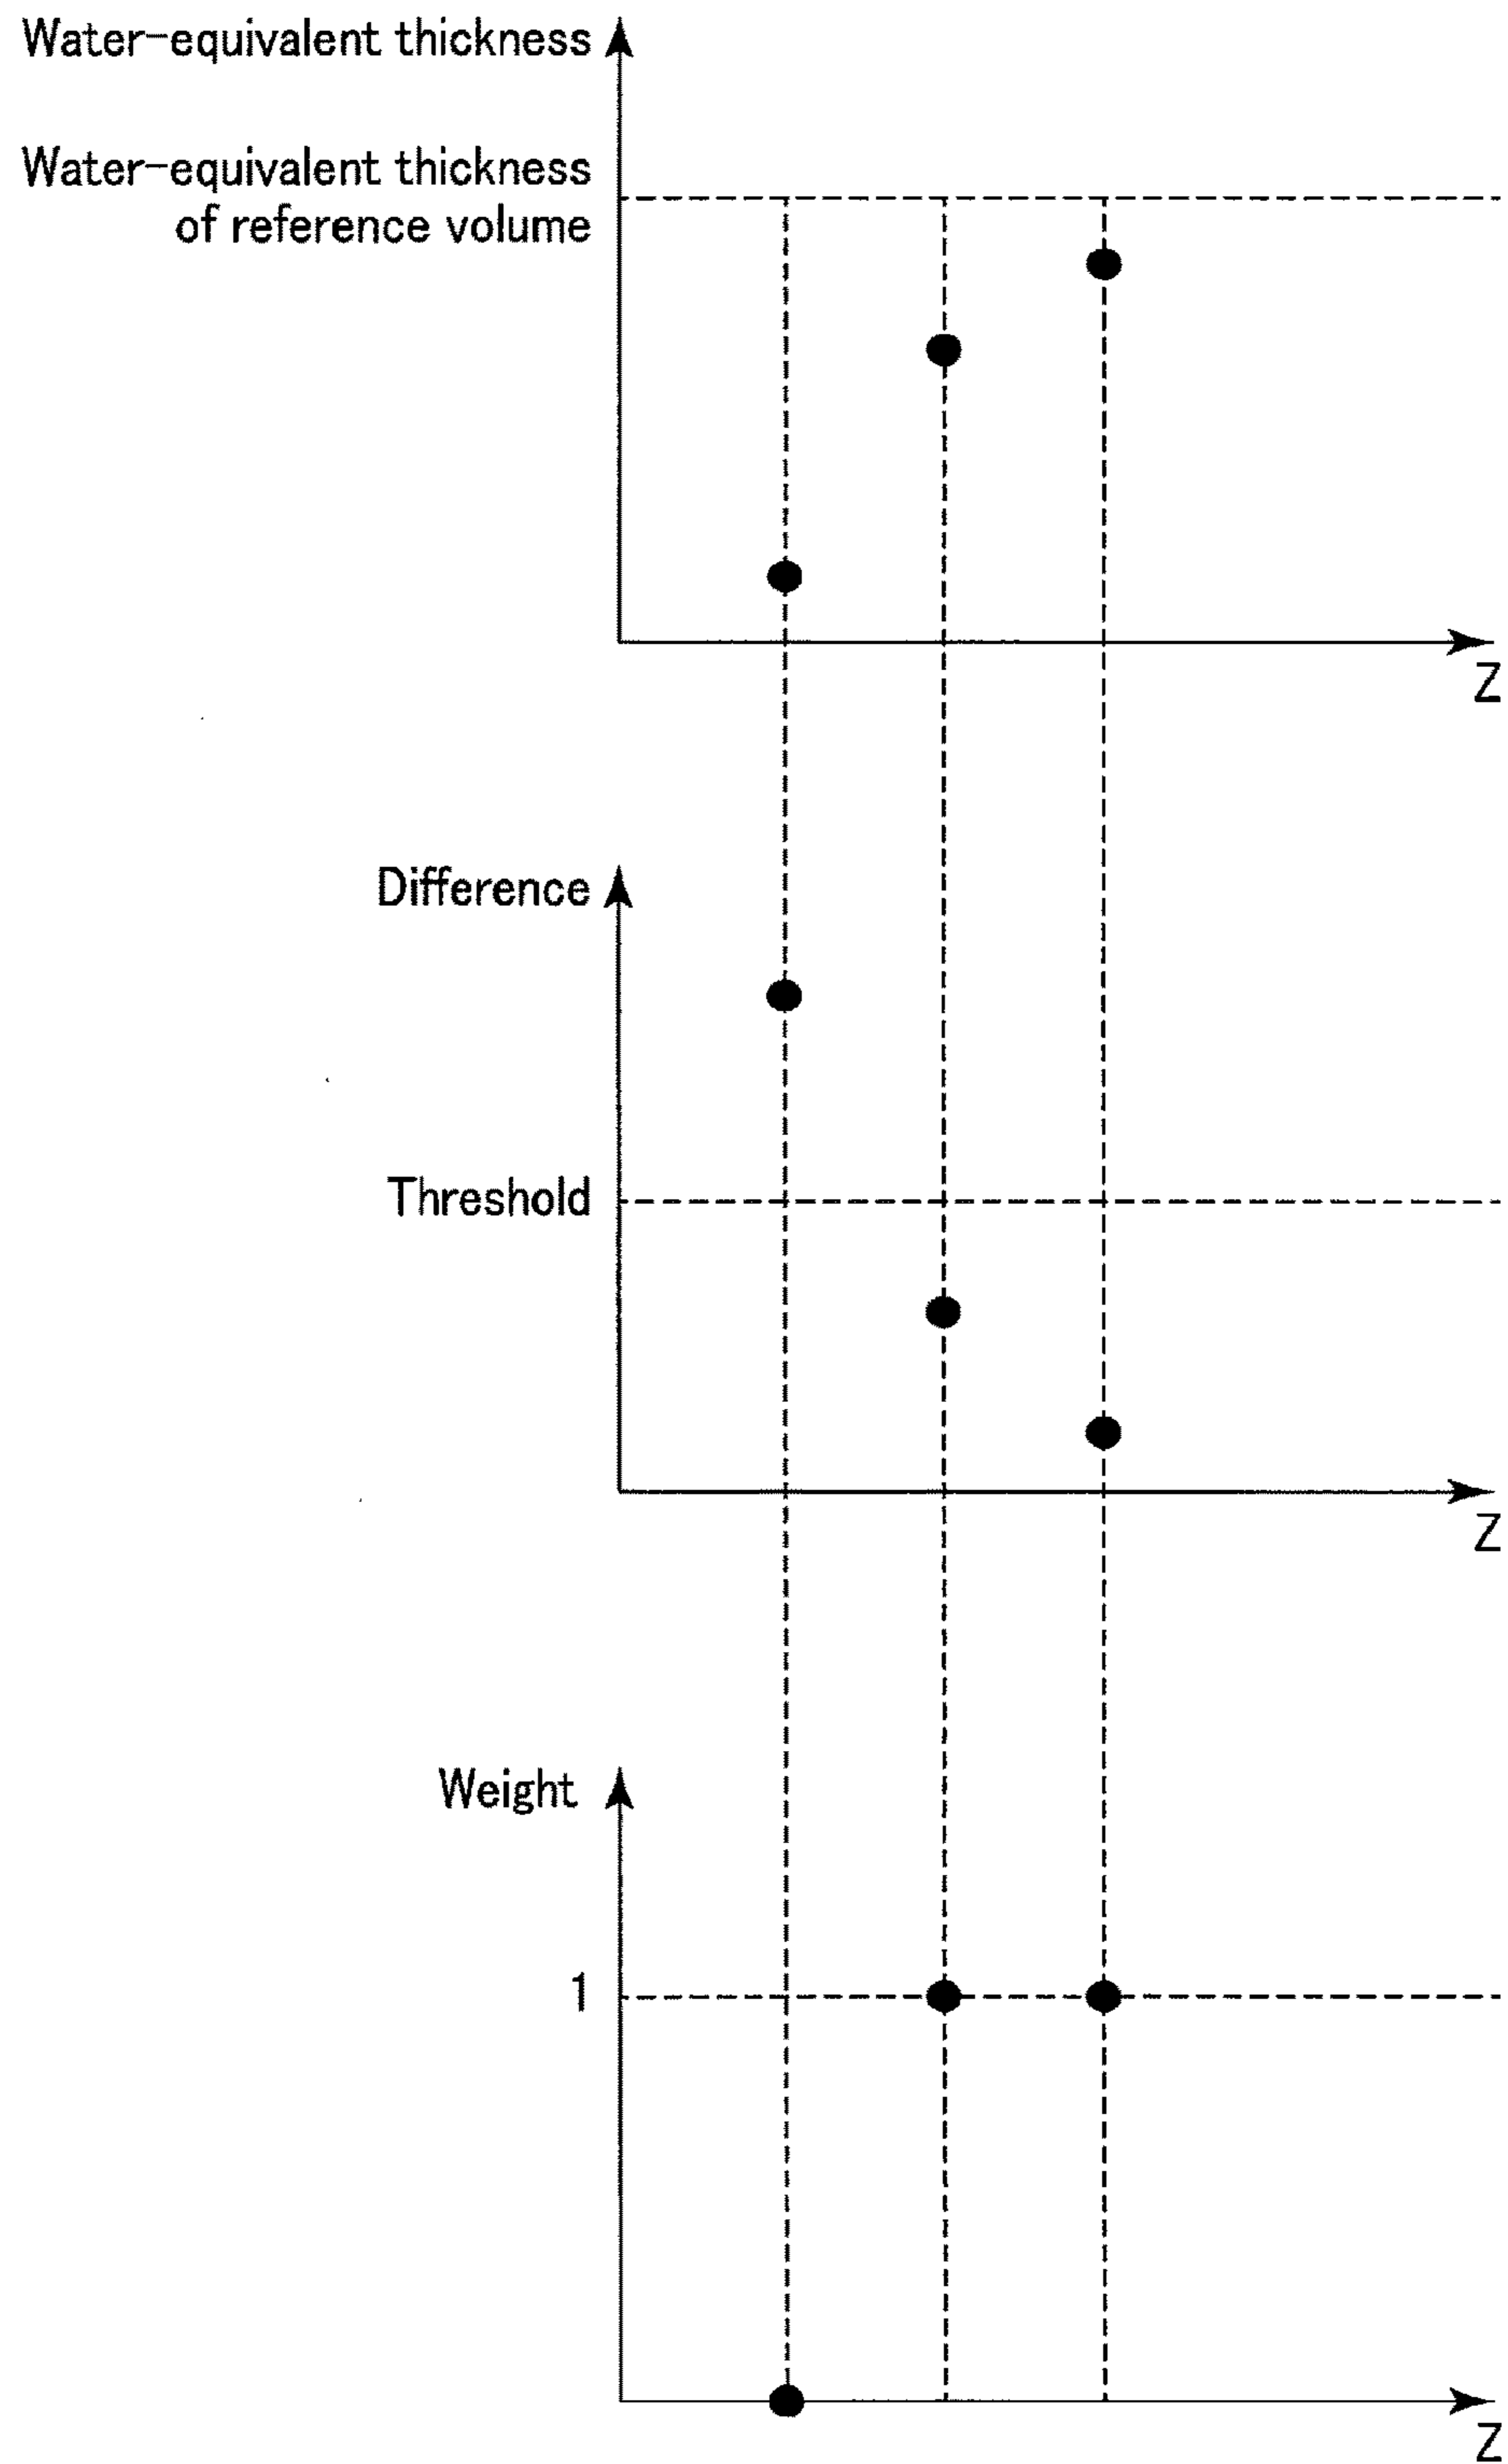 Water-equivalent thickness
Water-equivalent thickness
of reference volume
Z
Difference
Threshold
Z
Weight
1
Z